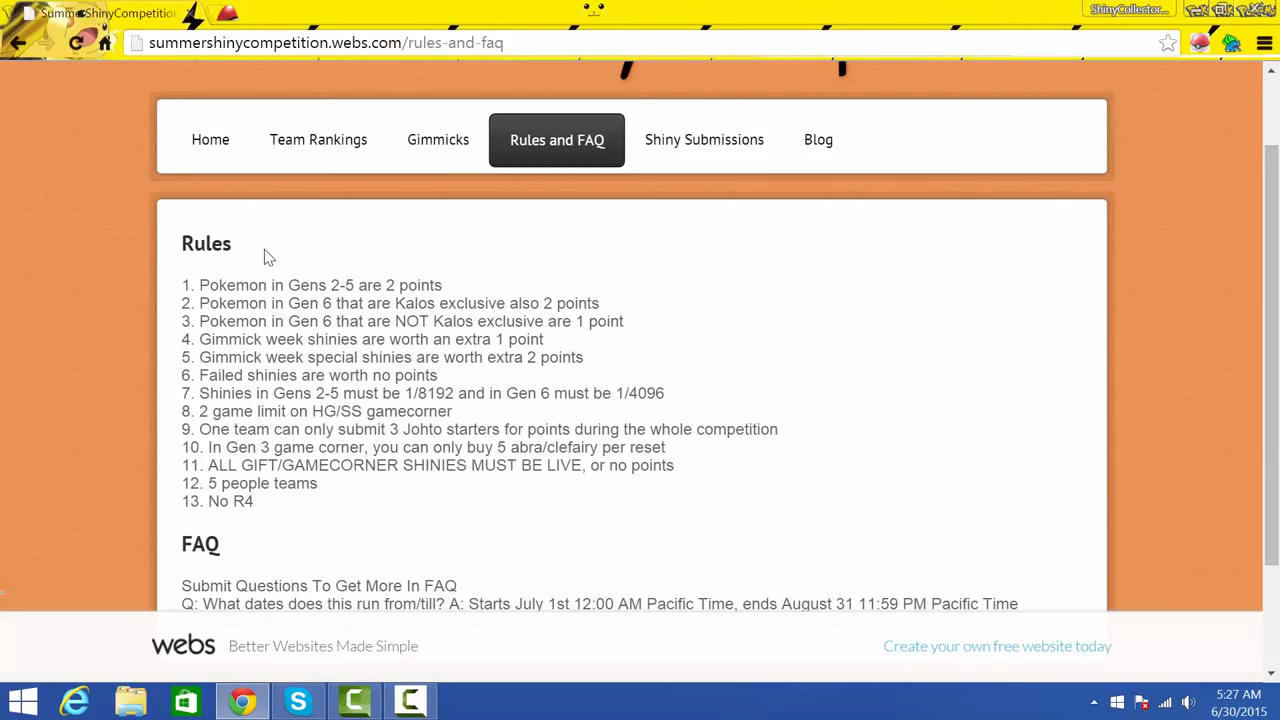 SummerShinyCompetition
ShinyCollector...
summershinycompetition.webs.com/rules-and-faq
Home
Team Rankings
Gimmicks
Rules and FAQ
Shiny Submissions
Blog
Rules
1. Pokemon in Gens 2-5 are 2 points
2. Pokemon in Gen 6 that are Kalos exclusive also 2 points
3. Pokemon in Gen 6 that are NOT Kalos exclusive are 1 point
4. Gimmick week shinies are worth an extra 1 point
5. Gimmick week special shinies are worth extra 2 points
6. Failed shinies are worth no points
7. Shinies in Gens 2-5 must be 1/8192 and in Gen 6 must be 1/4096
8. 2 game limit on HG/SS gamecorner
9. One team can only submit 3 Johto starters for points during the whole competition
10. In Gen 3 game corner, you can only buy 5 abra/clefairy per reset
11. ALL GIFT/GAMECORNER SHINIES MUST BE LIVE, or no points
12. 5 people teams
13. No R4
FAQ
Submit Questions To Get More In FAQ
Q: What dates does this run from/till? A: Starts July 1st 12:00 AM Pacific Time, ends August 31 11:59 PM Pacific Time
webs Better Websites Made Simple
Create your own free website today
5:27 AM
6/30/2015